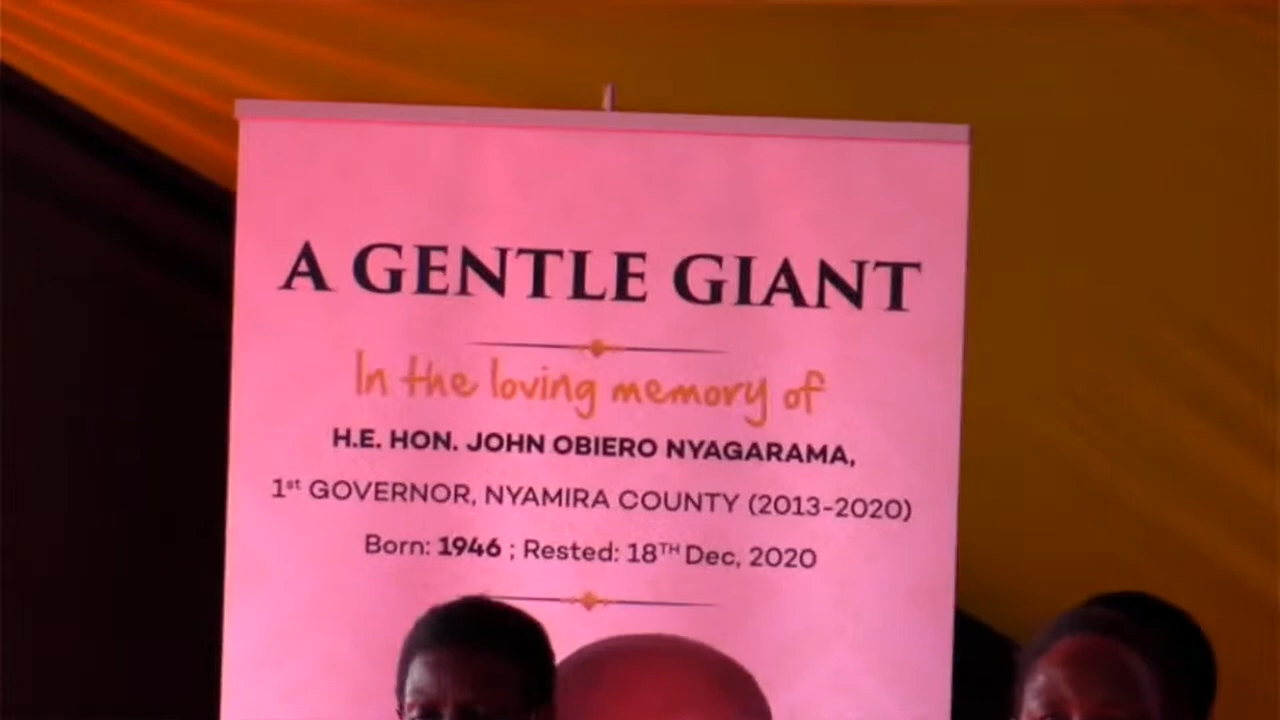 A GENTLE GIANT
In the loving memory of
H.E. HON. JOHN OBIERO NYAGARAMA,
1st GOVERNOR, NYAMIRA COUNTY (2013-2020)
Born: 1946 ; Rested: 18TH Dec, 2020